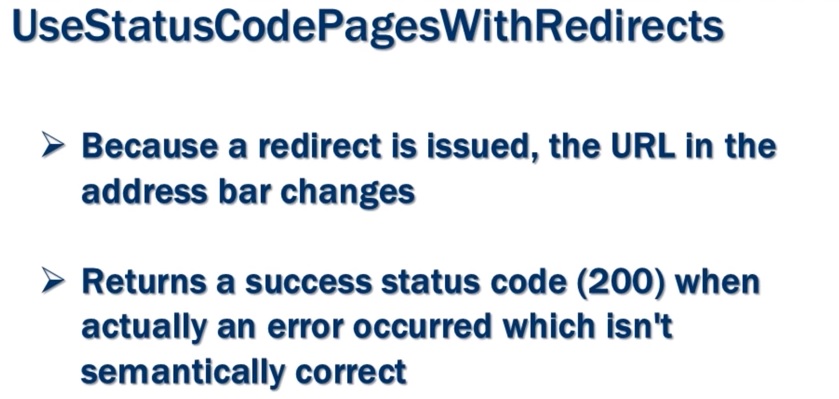 UseStatusCodePagesWithRedirects
Because a redirect is issued, the URL in the
address bar changes
Returns a success status code (200) when
actually an error occurred which isn't
semantically correct